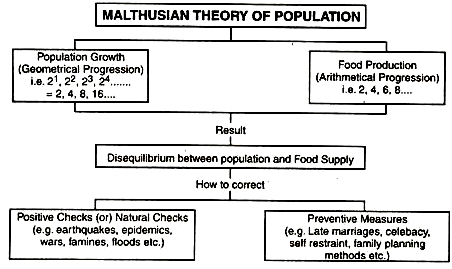 MALTHUSIAN THEORY OF POPULATION
Population Growth
(Geometrical Progression)
i.e. 2¹, 2², 2³, 2⁴.......
= 2, 4, 8, 16....
Food Production
(Arithmetical Progression)
i.e. 2, 4, 6, 8....
Result
Disequilibrium between population and Food Supply
How to correct
Positive Checks (or) Natural Checks
(e.g. earthquakes, epidemics,
wars, famines, floods etc.)
Preventive Measures
(e.g. Late marriages, celebacy,
self restraint, family planning
methods etc.)